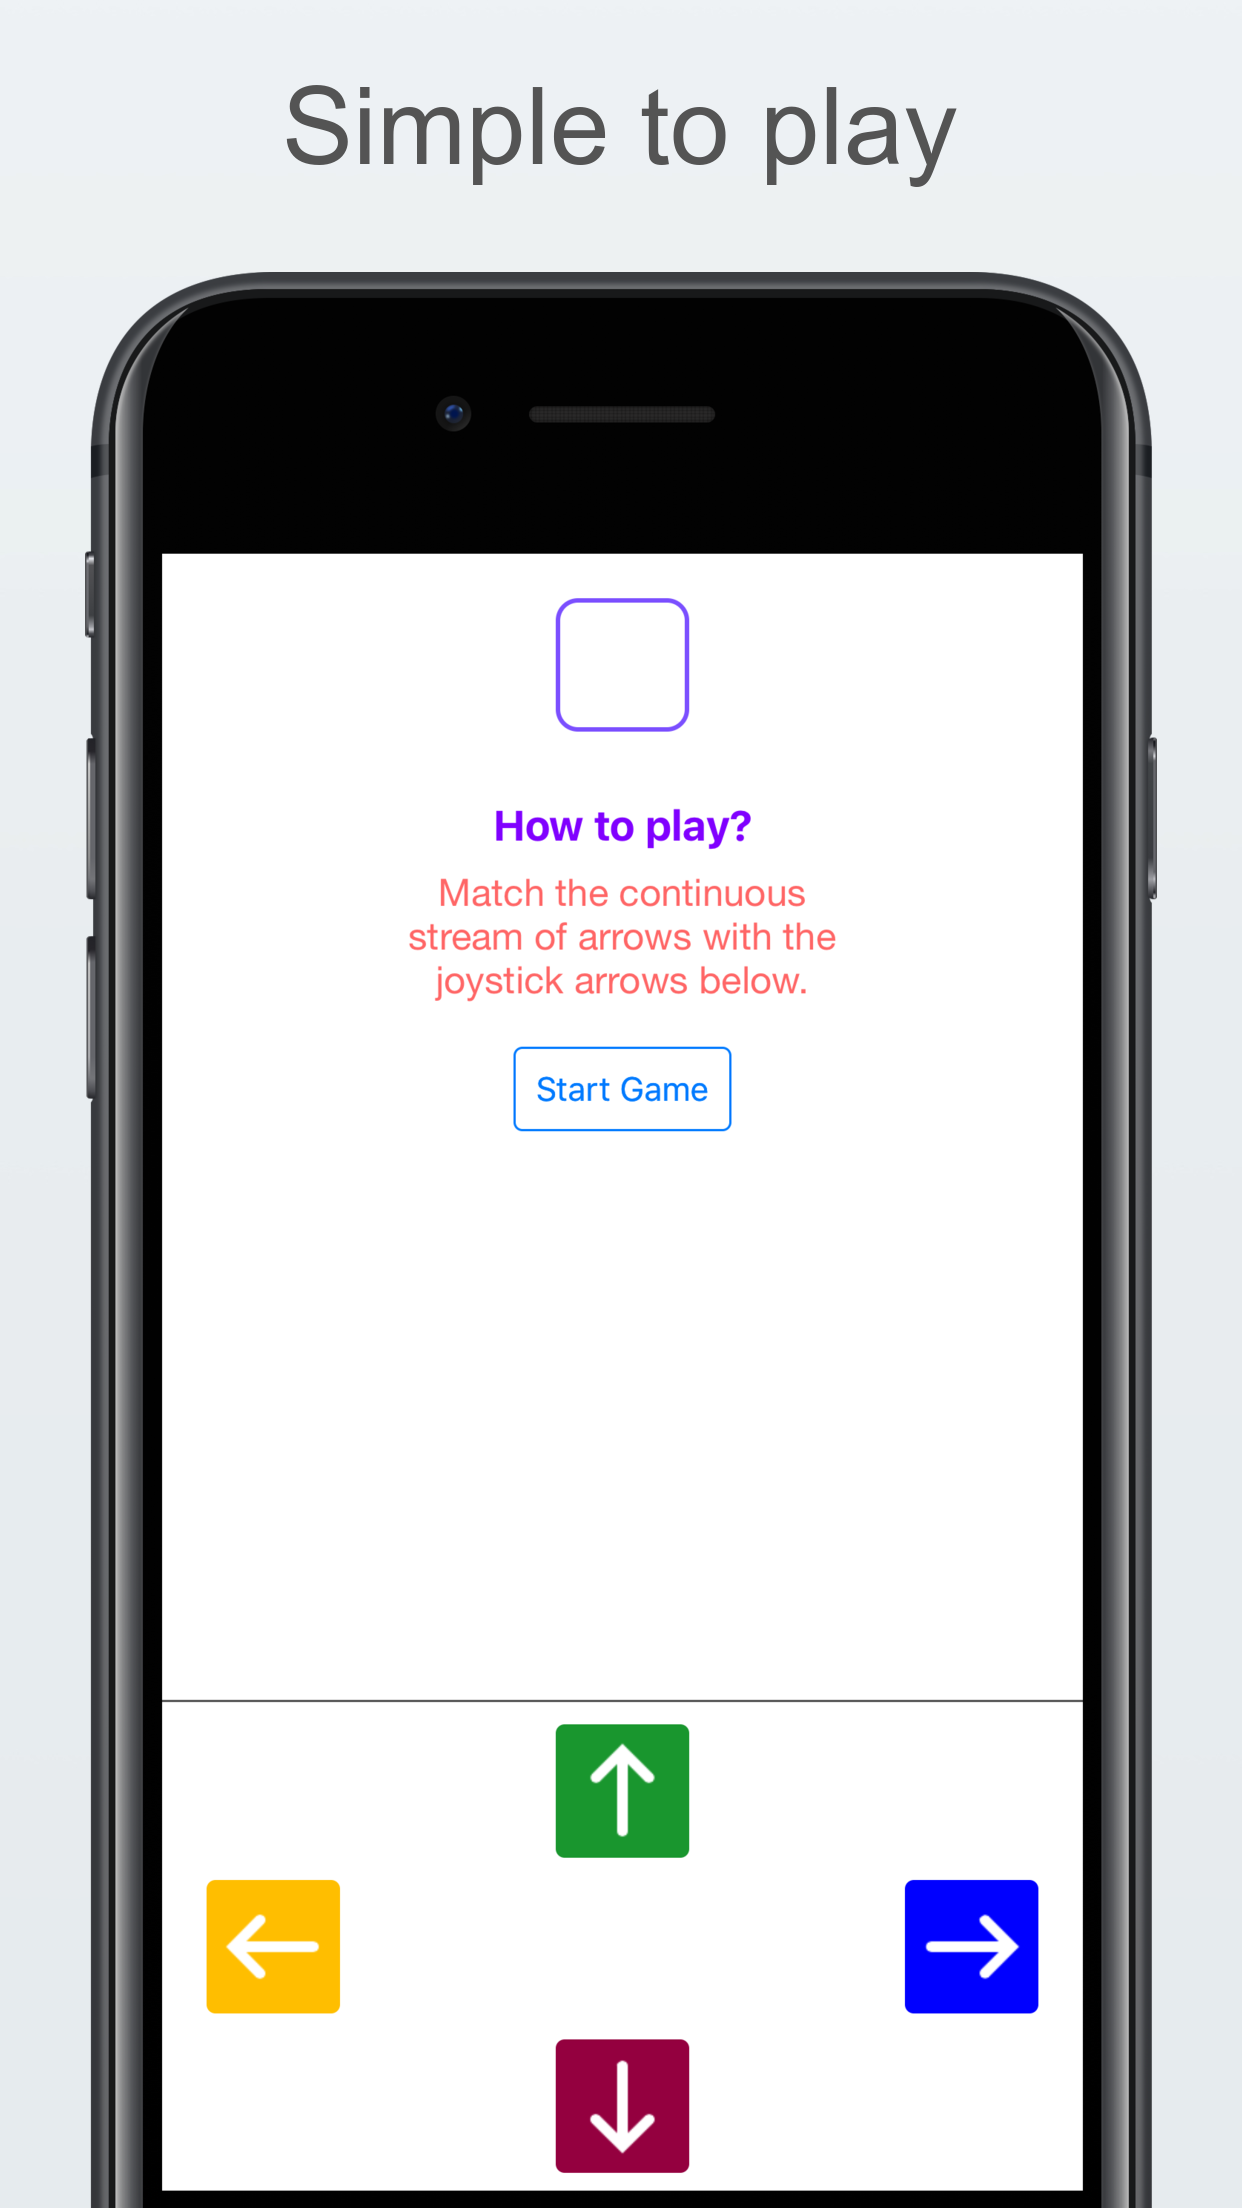 Simple to play
How to play?
Match the continuous
stream of arrows with the
joystick arrows below.
Start Game